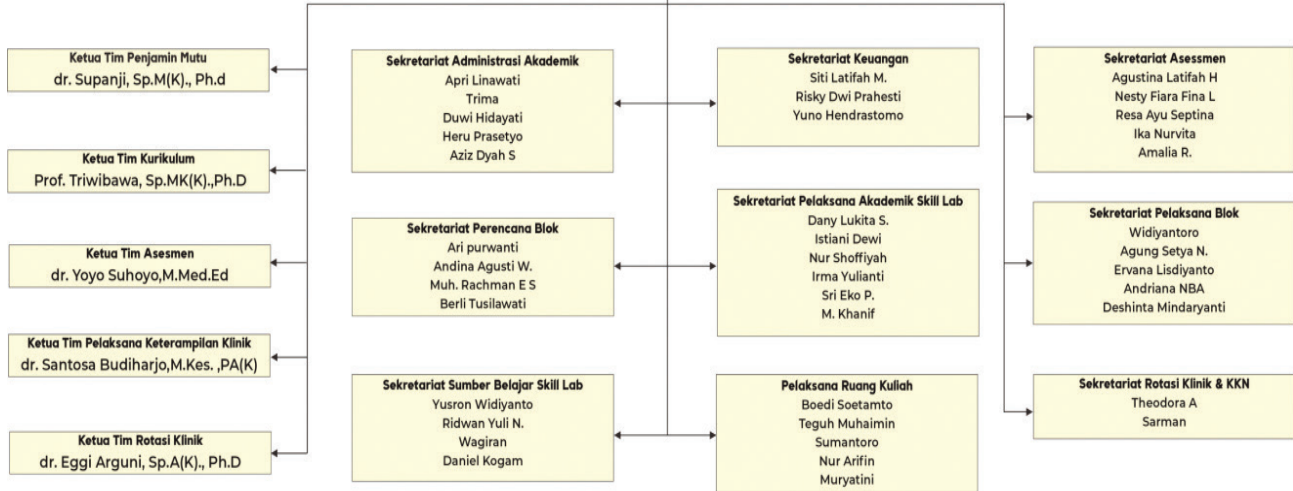 Ketua Tim Penjamin Mutu
dr. Supanji, Sp.M(K)., Ph.d
Ketua Tim Kurikulum
Prof. Triwibawa, Sp.MK(K).,Ph.D
Ketua Tim Asesmen
dr. Yoyo Suhoyo,M.Med.Ed
Ketua Tim Pelaksana Keterampilan Klinik
dr. Santosa Budiharjo,M.Kes. ,PA(K)
Ketua Tim Rotasi Klinik
dr. Eggi Arguni, Sp.A(K)., Ph.D
Sekretariat Administrasi Akademik
Apri Linawati
Trima
Duwi Hidayati
Heru Prasetyo
Aziz Dyah S
Sekretariat Perencana Blok
Ari purwanti
Andina Agusti W.
Muh. Rachman E S
Berli Tusilawati
Sekretariat Sumber Belajar Skill Lab
Yusron Widiyanto
Ridwan Yuli N.
Wagiran
Daniel Kogam
Sekretariat Keuangan
Siti Latifah M.
Risky Dwi Prahesti
Yuno Hendrastomo
Sekretariat Pelaksana Akademik Skill Lab
Dany Lukita S.
Istiani Dewi
Nur Shoffiyah
Irma Yulianti
Sri Eko P.
M. Khanif
Pelaksana Ruang Kuliah
Boedi Soetamto
Teguh Muhaimin
Sumantoro
Nur Arifin
Muryatini
Sekretariat Asessmen
Agustina Latifah H
Nesty Fiara Fina L
Resa Ayu Septina
Ika Nurvita
Amalia R.
Sekretariat Pelaksana Blok
Widiyantoro
Agung Setya N.
Ervana Lisdiyanto
Andriana NBA
Deshinta Mindaryanti
Sekretariat Rotasi Klinik & KKN
Theodora A
Sarman